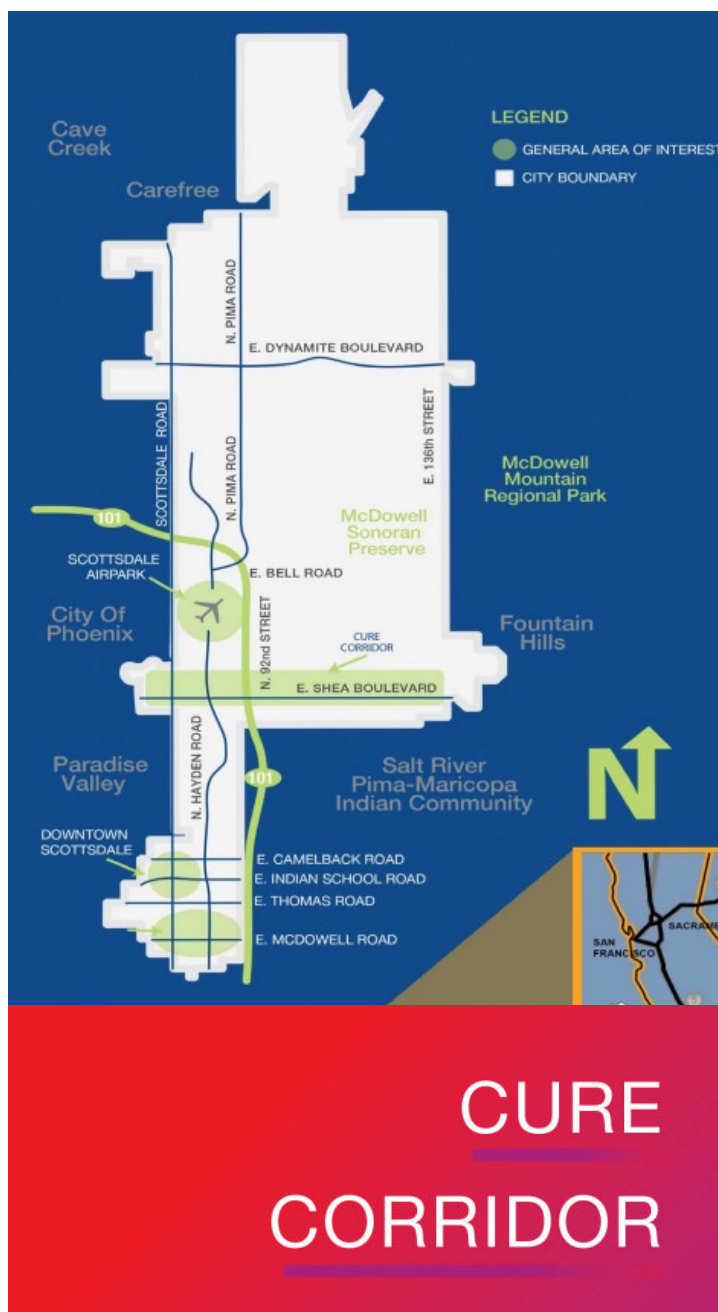 LEGEND
GENERAL AREA OF INTEREST
CITY BOUNDARY
Cave
Creek
Carefree
N. PIMA ROAD
E. DYNAMITE BOULEVARD
SCOTTSDALE ROAD
N. PIMA ROAD
E. 136th STREET
McDowell
Mountain
Regional Park
101
McDowell
Sonoran
Preserve
SCOTTSDALE
AIRPARK
E. BELL ROAD
City Of
Phoenix
N. 92nd STREET
Fountain
Hills
CURE
CORRIDOR
E. SHEA BOULEVARD
N. HAYDEN ROAD
Paradise
Valley
101
Salt River
Pima-Maricopa
Indian Community
N
DOWNTOWN
SCOTTSDALE
E. CAMELBACK ROAD
E. INDIAN SCHOOL ROAD
E. THOMAS ROAD
E. MCDOWELL ROAD
SACRAME
SAN
FRANCISCO
CURE
CORRIDOR